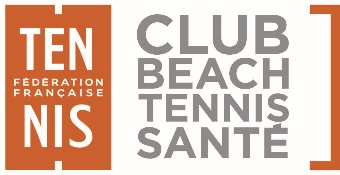 TEN
FÉDÉRATION
FRANÇAISE
NIS
CLUB
BEACH
TENNIS
SANTÉ